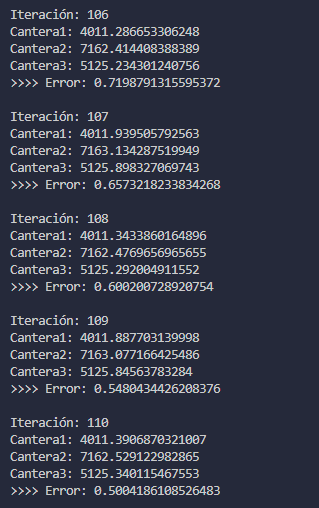 Iteración: 106
Cantera1: 4011.286653306248
Cantera2: 7162.414408388389
Cantera3: 5125.234301240756
>>>> Error: 0.7198791315595372
Iteración: 107
Cantera1: 4011.939505792563
Cantera2: 7163.134287519949
Cantera3: 5125.898327069743
>>>> Error: 0.6573218233834268
Iteración: 108
Cantera1: 4011.3433860164896
Cantera2: 7162.4769656965655
Cantera3: 5125.292004911552
>>>> Error: 0.600200728920754
Iteración: 109
Cantera1: 4011.887703139998
Cantera2: 7163.077166425486
Cantera3: 5125.84563783284
>>>> Error: 0.5480434426208376
Iteración: 110
Cantera1: 4011.3906870321007
Cantera2: 7162.529122982865
Cantera3: 5125.340115467553
>>>> Error: 0.5004186108526483